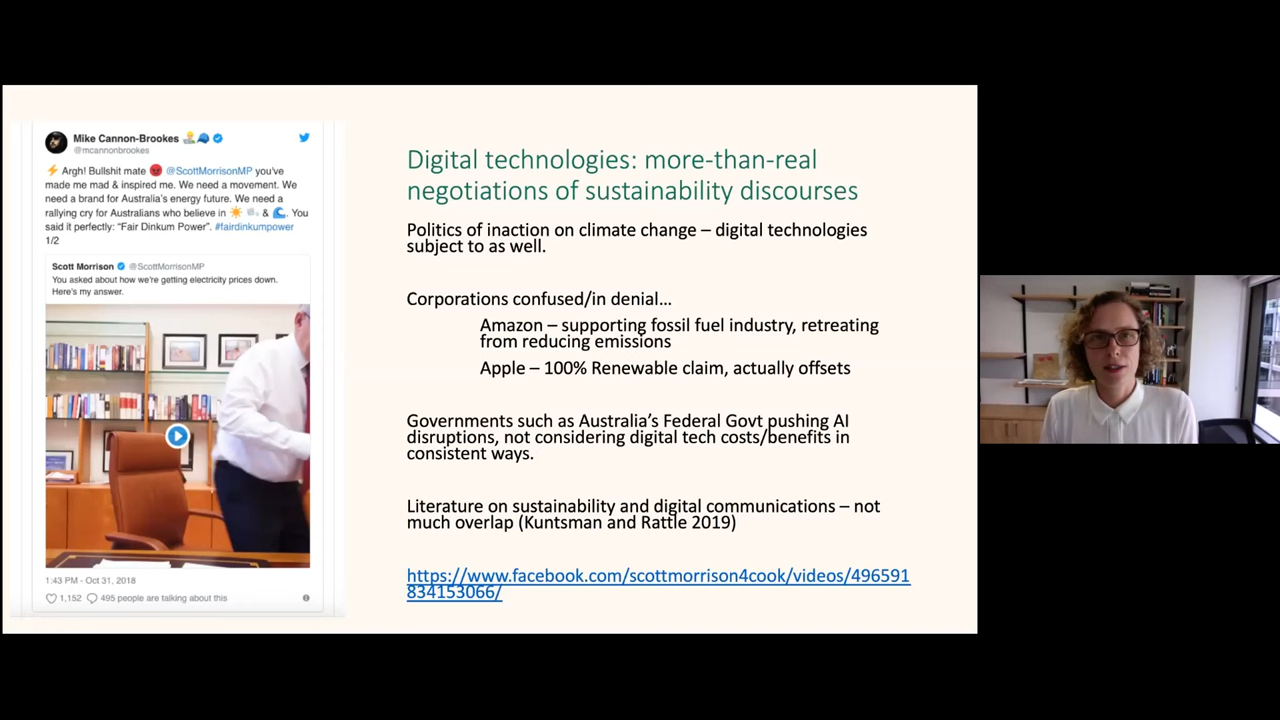 Mike Cannon-Brookes
@mcannonbrookes
⚡ Argh! Bullshit mate 😡 @ScottMorrisonMP you've
made me mad & inspired me. We need a movement. We
need a brand for Australia's energy future. We need a
rallying cry for Australians who believe in ☀️ 🌬️ & 🌊. You
said it perfectly: "Fair Dinkum Power". #fairdinkumpower
1/2
Scott Morrison @ScottMorrisonMP
You asked about how we're getting electricity prices down.
Here's my answer.
1:43 PM - Oct 31, 2018
1,152 495 people are talking about this
Digital technologies: more-than-real
negotiations of sustainability discourses
Politics of inaction on climate change – digital technologies
subject to as well.
Corporations confused/in denial...
Amazon – supporting fossil fuel industry, retreating
from reducing emissions
Apple – 100% Renewable claim, actually offsets
Governments such as Australia's Federal Govt pushing AI
disruptions, not considering digital tech costs/benefits in
consistent ways.
Literature on sustainability and digital communications – not
much overlap (Kuntsman and Rattle 2019)
https://www.facebook.com/scottmorrison4cook/videos/496591
834153066/